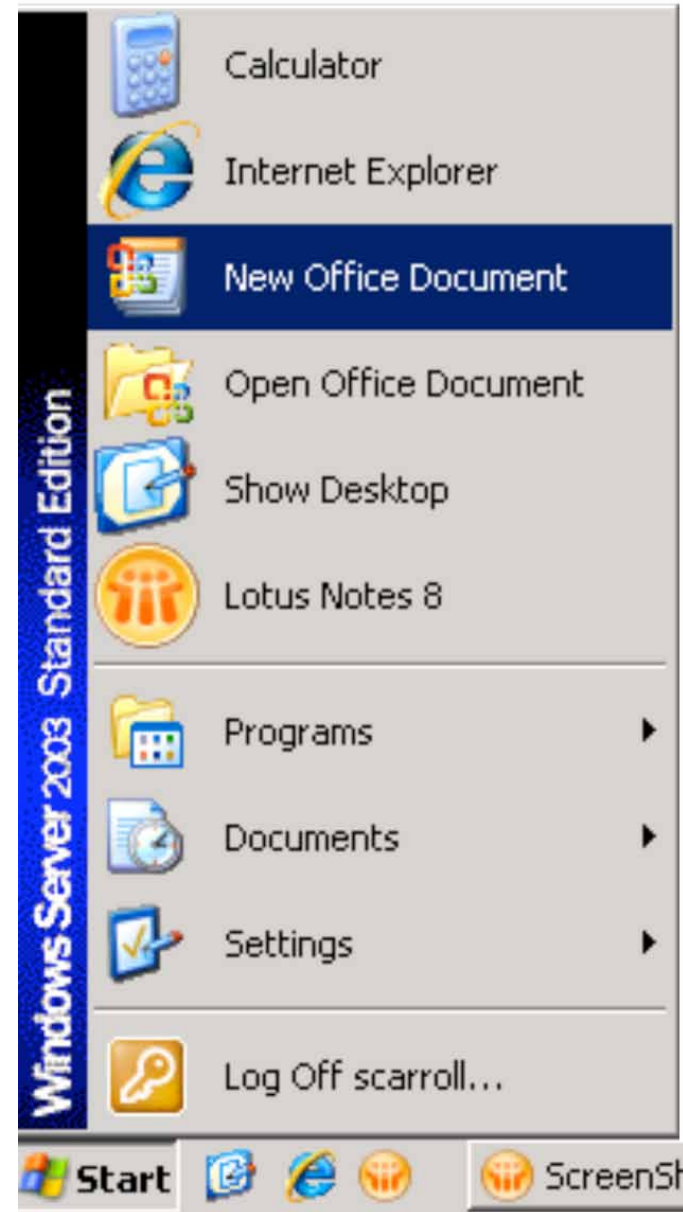 Calculator
Internet Explorer
New Office Document
Open Office Document
Show Desktop
Lotus Notes 8
Programs
Documents
Settings
Log Off scarroll...
Windows Server 2003 Standard Edition
Start
ScreenSh